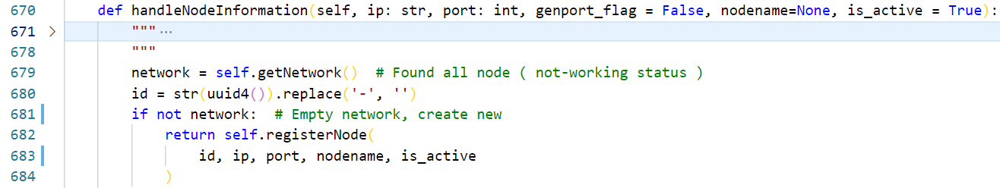 670 def handleNodeInformation(self, ip: str, port: int, genport_flag = False, nodename=None, is_active = True):
671 > """…
678 """
679 network = self.getNetwork()  # Found all node ( not-working status )
680 id = str(uuid4()).replace('-', '')
681 if not network:  # Empty network, create new
682 return self.registerNode(
683 id, ip, port, nodename, is_active
684 )